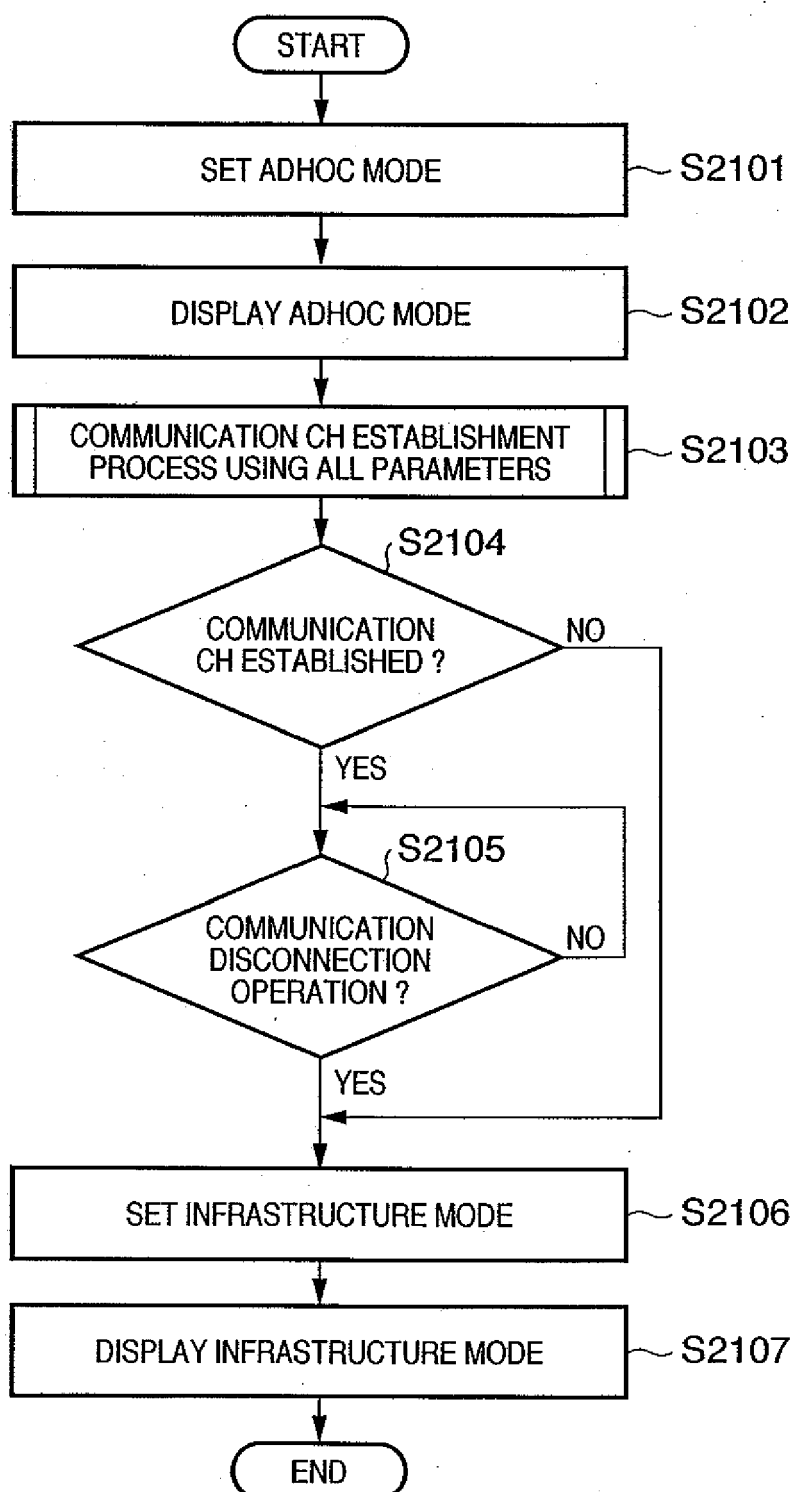 START
SET ADHOC MODE
S2101
DISPLAY ADHOC MODE
S2102
COMMUNICATION CH ESTABLISHMENT
PROCESS USING ALL PARAMETERS
S2103
S2104
COMMUNICATION
CH ESTABLISHED ?
NO
YES
S2105
COMMUNICATION
DISCONNECTION
OPERATION ?
NO
YES
SET INFRASTRUCTURE MODE
S2106
DISPLAY INFRASTRUCTURE MODE
S2107
END